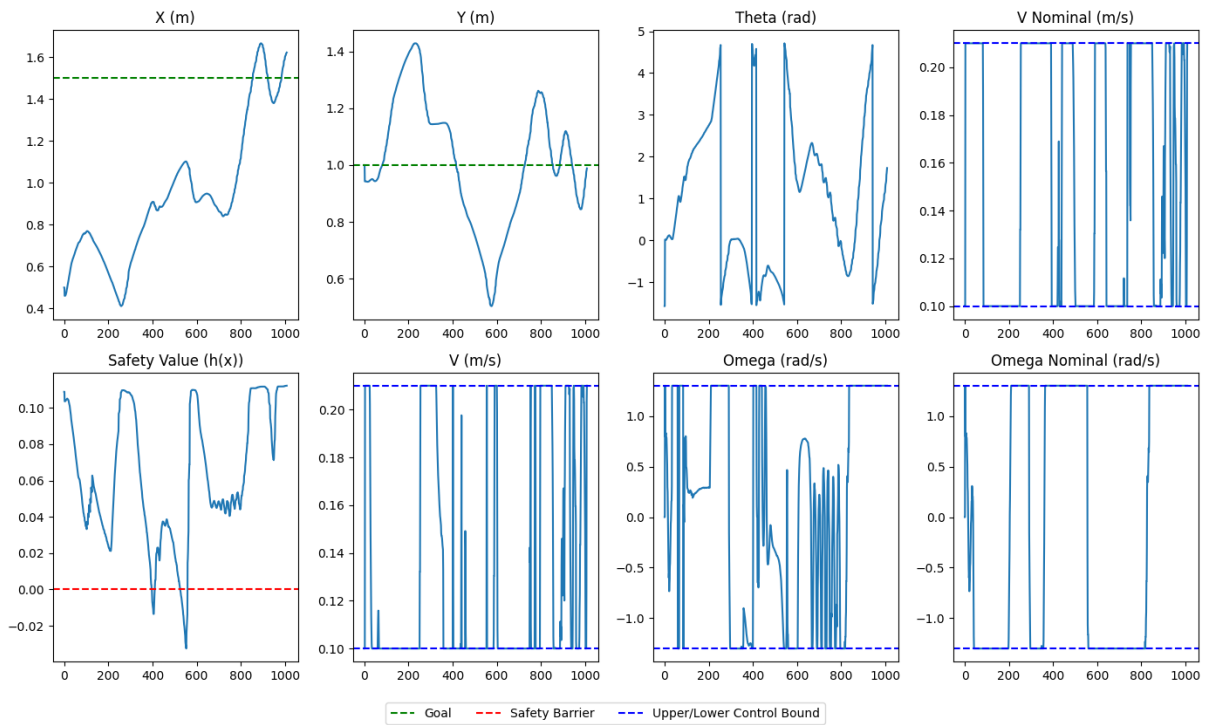 X (m)
Y (m)
Theta (rad)
V Nominal (m/s)
1.6
1.4
1.2
1.0
0.8
0.6
0.4
0 200 400 600 800 1000
1.4
1.2
1.0
0.8
0.6
0 200 400 600 800 1000
5
4
3
2
1
0
−1
0 200 400 600 800 1000
0.20
0.18
0.16
0.14
0.12
0.10
0 200 400 600 800 1000
Safety Value (h(x))
V (m/s)
Omega (rad/s)
Omega Nominal (rad/s)
0.10
0.08
0.06
0.04
0.02
0.00
−0.02
0 200 400 600 800 1000
0.20
0.18
0.16
0.14
0.12
0.10
0 200 400 600 800 1000
1.0
0.5
0.0
−0.5
−1.0
0 200 400 600 800 1000
1.0
0.5
0.0
−0.5
−1.0
0 200 400 600 800 1000
Goal Safety Barrier Upper/Lower Control Bound